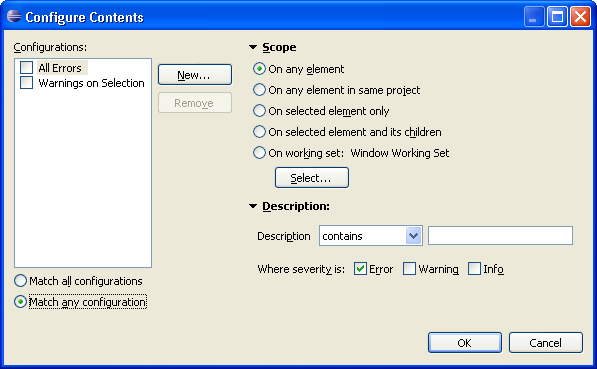 Configure Contents
Configurations:
All Errors
Warnings on Selection
New...
Remove
Match all configurations
Match any configuration
Scope
On any element
On any element in same project
On selected element only
On selected element and its children
On working set: Window Working Set
Select...
Description:
Description contains
Where severity is: Error Warning Info
OK Cancel